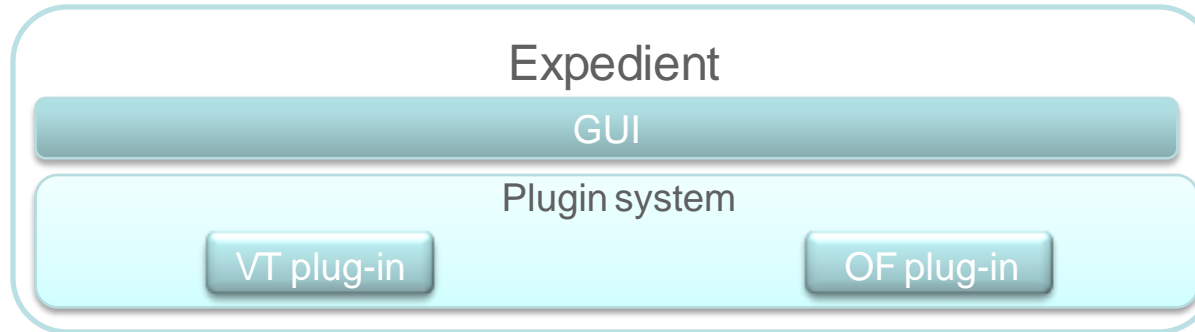 Expedient
GUI
Plugin system
VT plug-in
OF plug-in